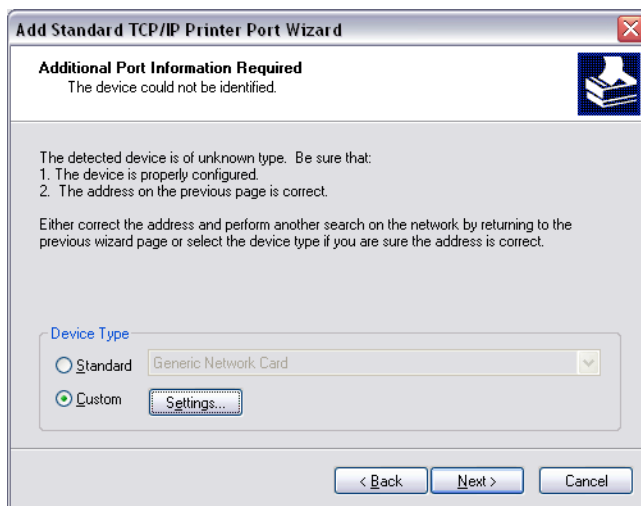 Add Standard TCP/IP Printer Port Wizard
Additional Port Information Required
The device could not be identified.
The detected device is of unknown type.  Be sure that:
1. The device is properly configured.
2.  The address on the previous page is correct.
Either correct the address and perform another search on the network by returning to the
previous wizard page or select the device type if you are sure the address is correct.
Device Type
Standard
Generic Network Card
Custom
Settings...
< Back
Next >
Cancel